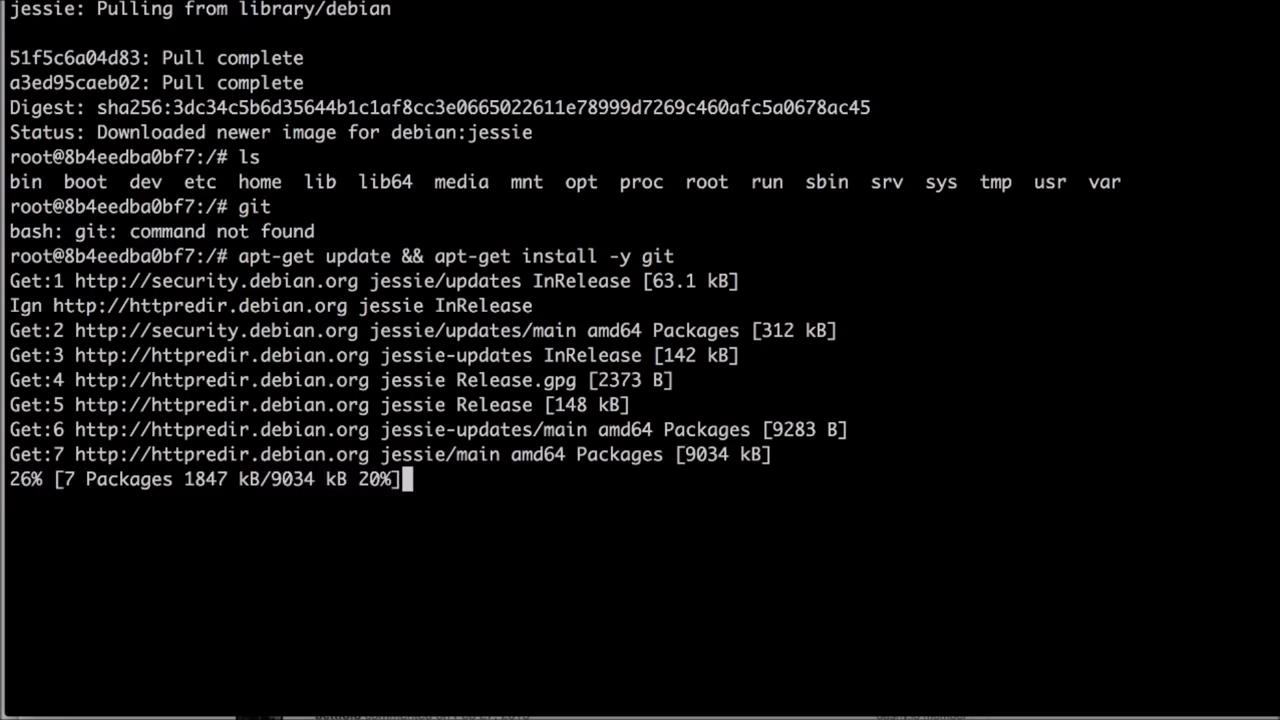 jessie: Pulling from library/debian
51f5c6a04d83: Pull complete
a3ed95caeb02: Pull complete
Digest: sha256:3dc34c5b6d35644b1c1af8cc3e0665022611e78999d7269c460afc5a0678ac45
Status: Downloaded newer image for debian:jessie
root@8b4eedba0bf7:/# ls
bin boot dev etc home lib lib64 media mnt opt proc root run sbin srv sys tmp usr var
root@8b4eedba0bf7:/# git
bash: git: command not found
root@8b4eedba0bf7:/# apt-get update && apt-get install -y git
Get:1 http://security.debian.org jessie/updates InRelease [63.1 kB]
Ign http://httpredir.debian.org jessie InRelease
Get:2 http://security.debian.org jessie/updates/main amd64 Packages [312 kB]
Get:3 http://httpredir.debian.org jessie-updates InRelease [142 kB]
Get:4 http://httpredir.debian.org jessie Release.gpg [2373 B]
Get:5 http://httpredir.debian.org jessie Release [148 kB]
Get:6 http://httpredir.debian.org jessie-updates/main amd64 Packages [9283 B]
Get:7 http://httpredir.debian.org jessie/main amd64 Packages [9034 kB]
26% [7 Packages 1847 kB/9034 kB 20%]